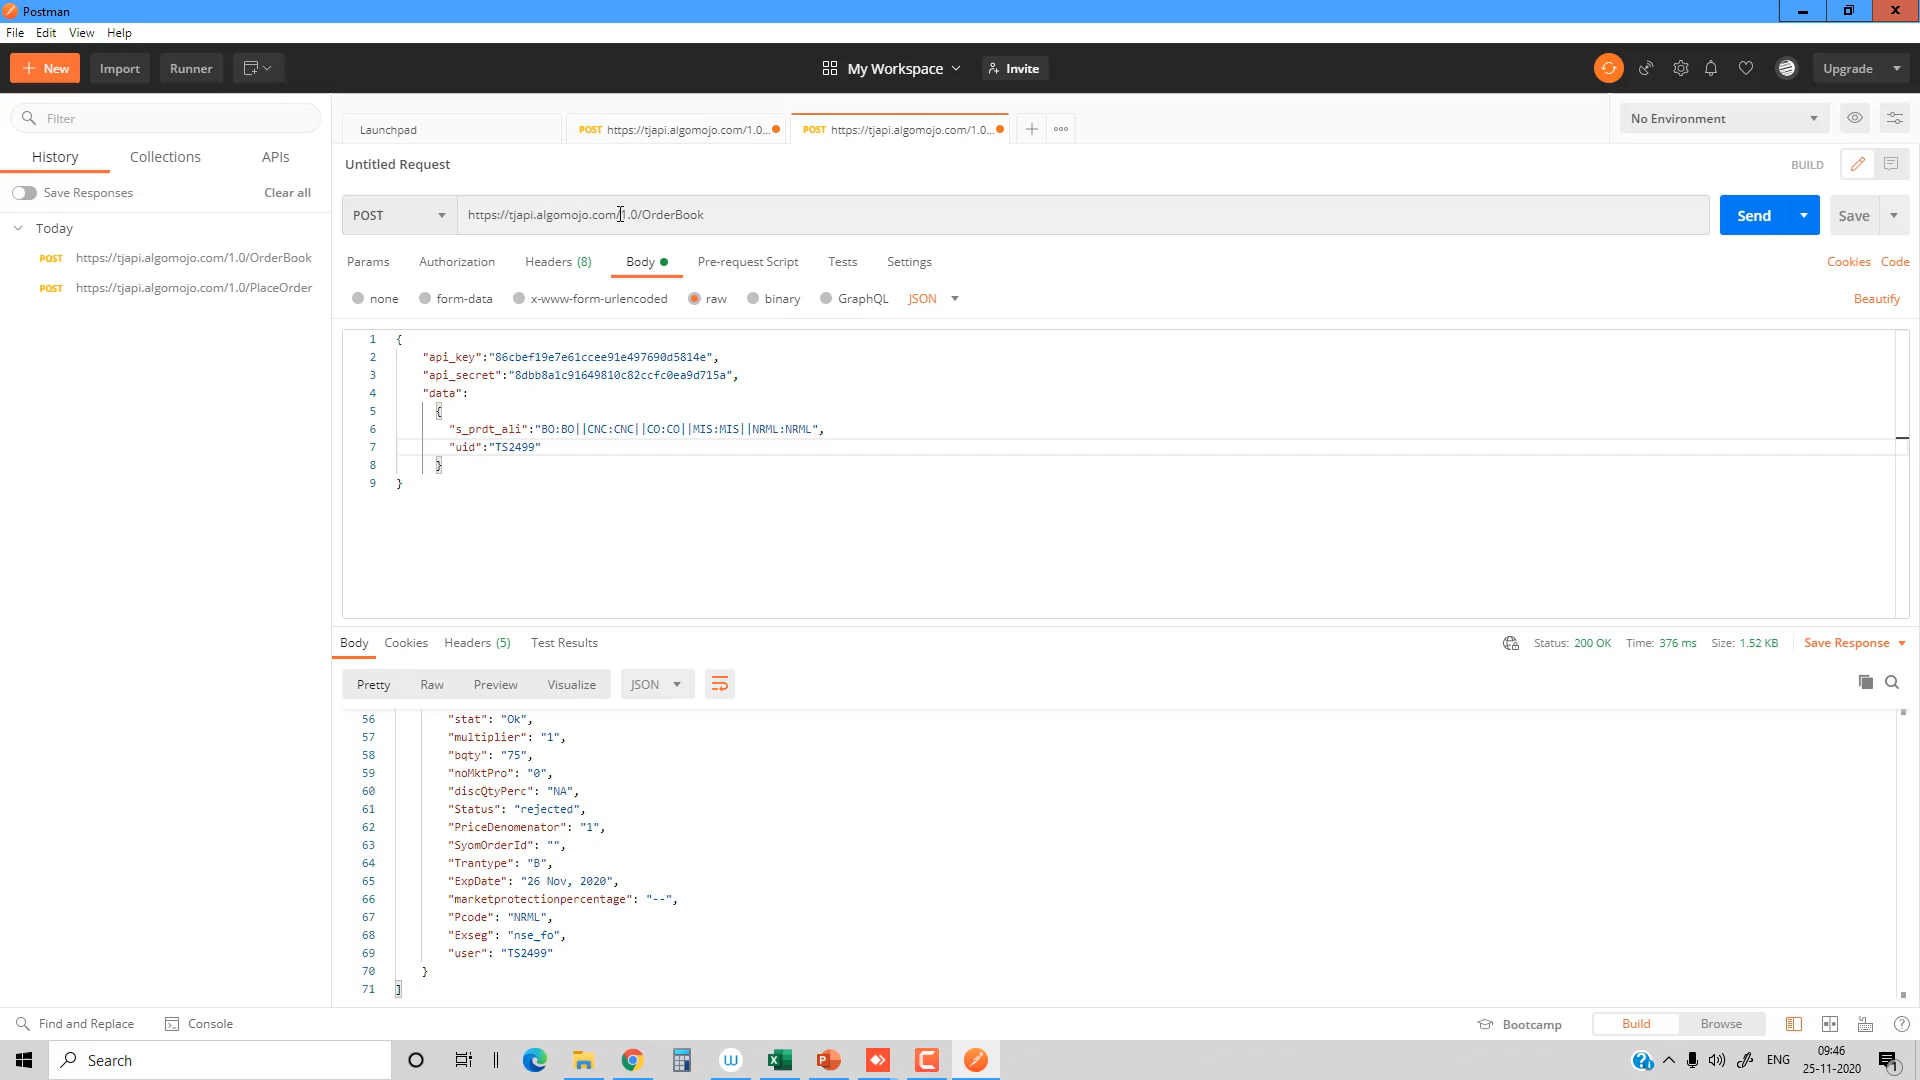 Postman
File Edit View Help
New Import Runner My Workspace Invite Upgrade
Filter
History Collections APIs
Save Responses Clear all
Today
POST https://tjapi.algomojo.com/1.0/OrderBook
POST https://tjapi.algomojo.com/1.0/PlaceOrder
Launchpad POST https://tjapi.algomojo.com/1.0... POST https://tjapi.algomojo.com/1.0... No Environment
Untitled Request BUILD
POST https://tjapi.algomojo.com/1.0/OrderBook Send Save
Params Authorization Headers (8) Body Pre-request Script Tests Settings Cookies Code
none form-data x-www-form-urlencoded raw binary GraphQL JSON Beautify
1 {
2 "api_key":"86cbef19e7e61ccee91e497690d5814e",
3 "api_secret":"8dbb8a1c91649810c82ccfc0ea9d715a",
4 "data":
5 {
6 "s_prdt_ali":"BO:BO||CNC:CNC||CO:CO||MIS:MIS||NRML:NRML",
7 "uid":"TS2499"
8 }
9 }
Body Cookies Headers (5) Test Results Status: 200 OK Time: 376 ms Size: 1.52 KB Save Response
Pretty Raw Preview Visualize JSON
56 "stat": "Ok",
57 "multiplier": "1",
58 "bqty": "75",
59 "noMktPro": "0",
60 "discQtyPerc": "NA",
61 "Status": "rejected",
62 "PriceDenomenator": "1",
63 "SyomOrderId": "",
64 "Trantype": "B",
65 "ExpDate": "26 Nov, 2020",
66 "marketprotectionpercentage": "--",
67 "Pcode": "NRML",
68 "Exseg": "nse_fo",
69 "user": "TS2499"
70 }
71 ]
Find and Replace Console Bootcamp Build Browse
Search ENG 09:46
25-11-2020